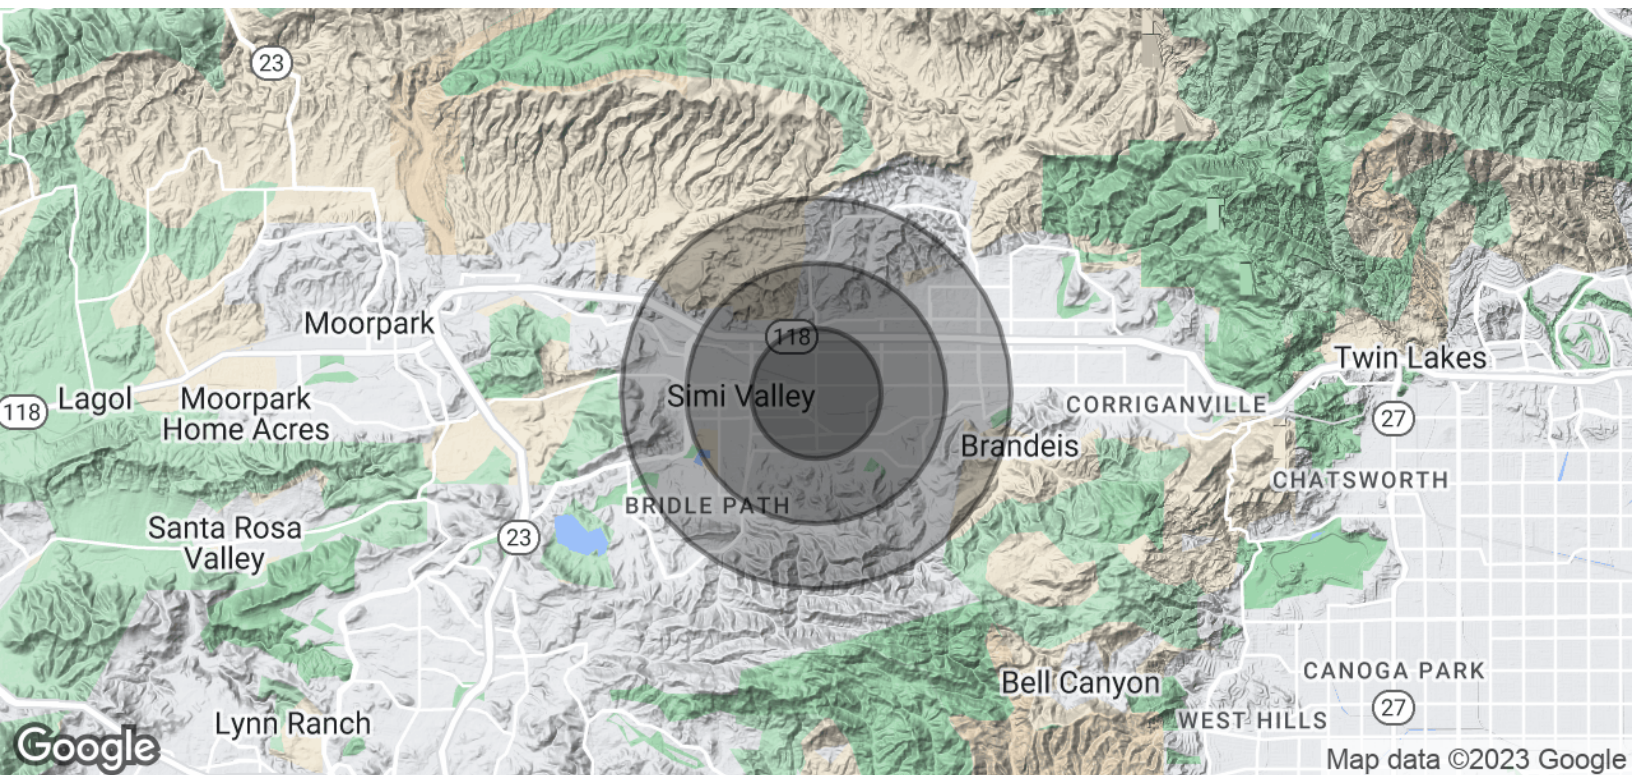 23
118
Moorpark
Twin Lakes
Simi Valley
Lagol
Moorpark
Home Acres
118
CORRIGANVILLE
27
Brandeis
CHATSWORTH
BRIDLE PATH
Santa Rosa
Valley
23
Bell Canyon
CANOGA PARK
27
Lynn Ranch
WEST HILLS
Google
Map data ©2023 Google